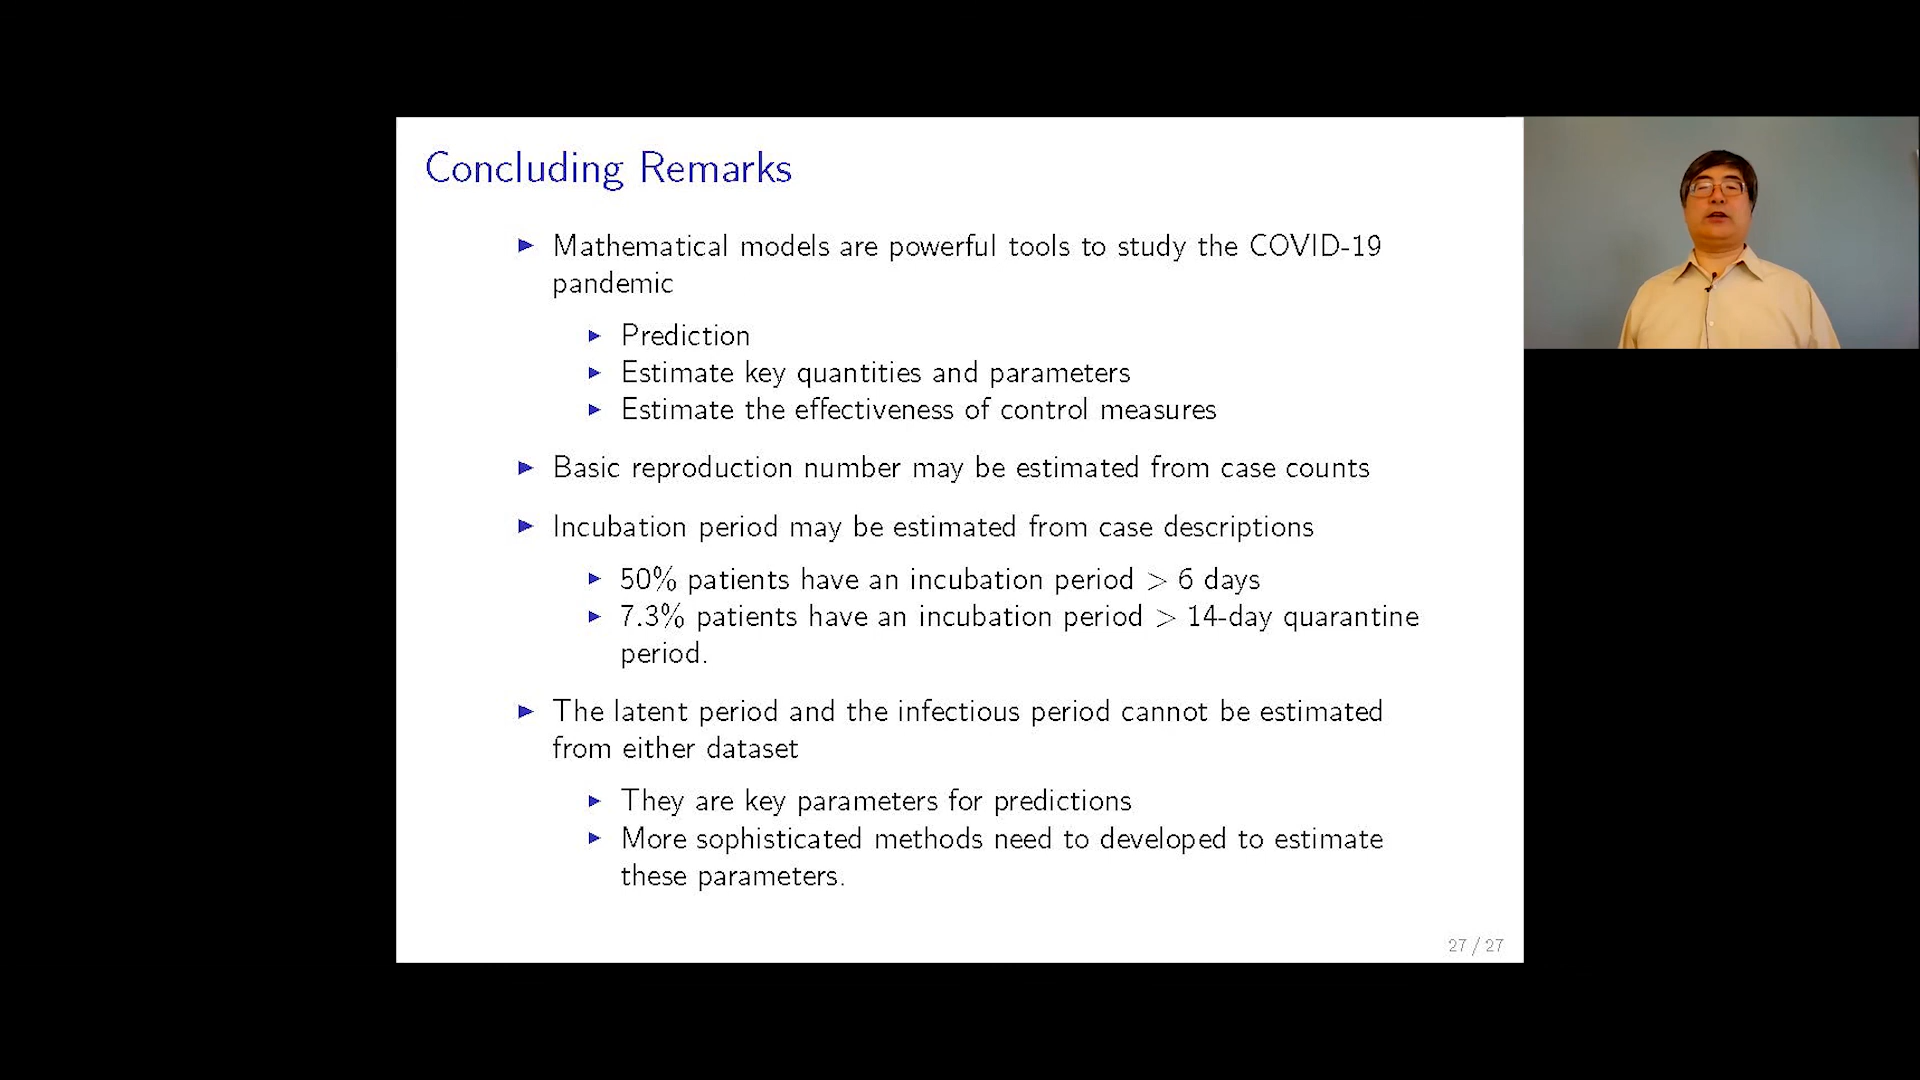 Concluding Remarks
Mathematical models are powerful tools to study the COVID-19
pandemic
Prediction
Estimate key quantities and parameters
Estimate the effectiveness of control measures
Basic reproduction number may be estimated from case counts
Incubation period may be estimated from case descriptions
50% patients have an incubation period > 6 days
7.3% patients have an incubation period > 14-day quarantine
period.
The latent period and the infectious period cannot be estimated
from either dataset
They are key parameters for predictions
More sophisticated methods need to developed to estimate
these parameters.
27 / 27